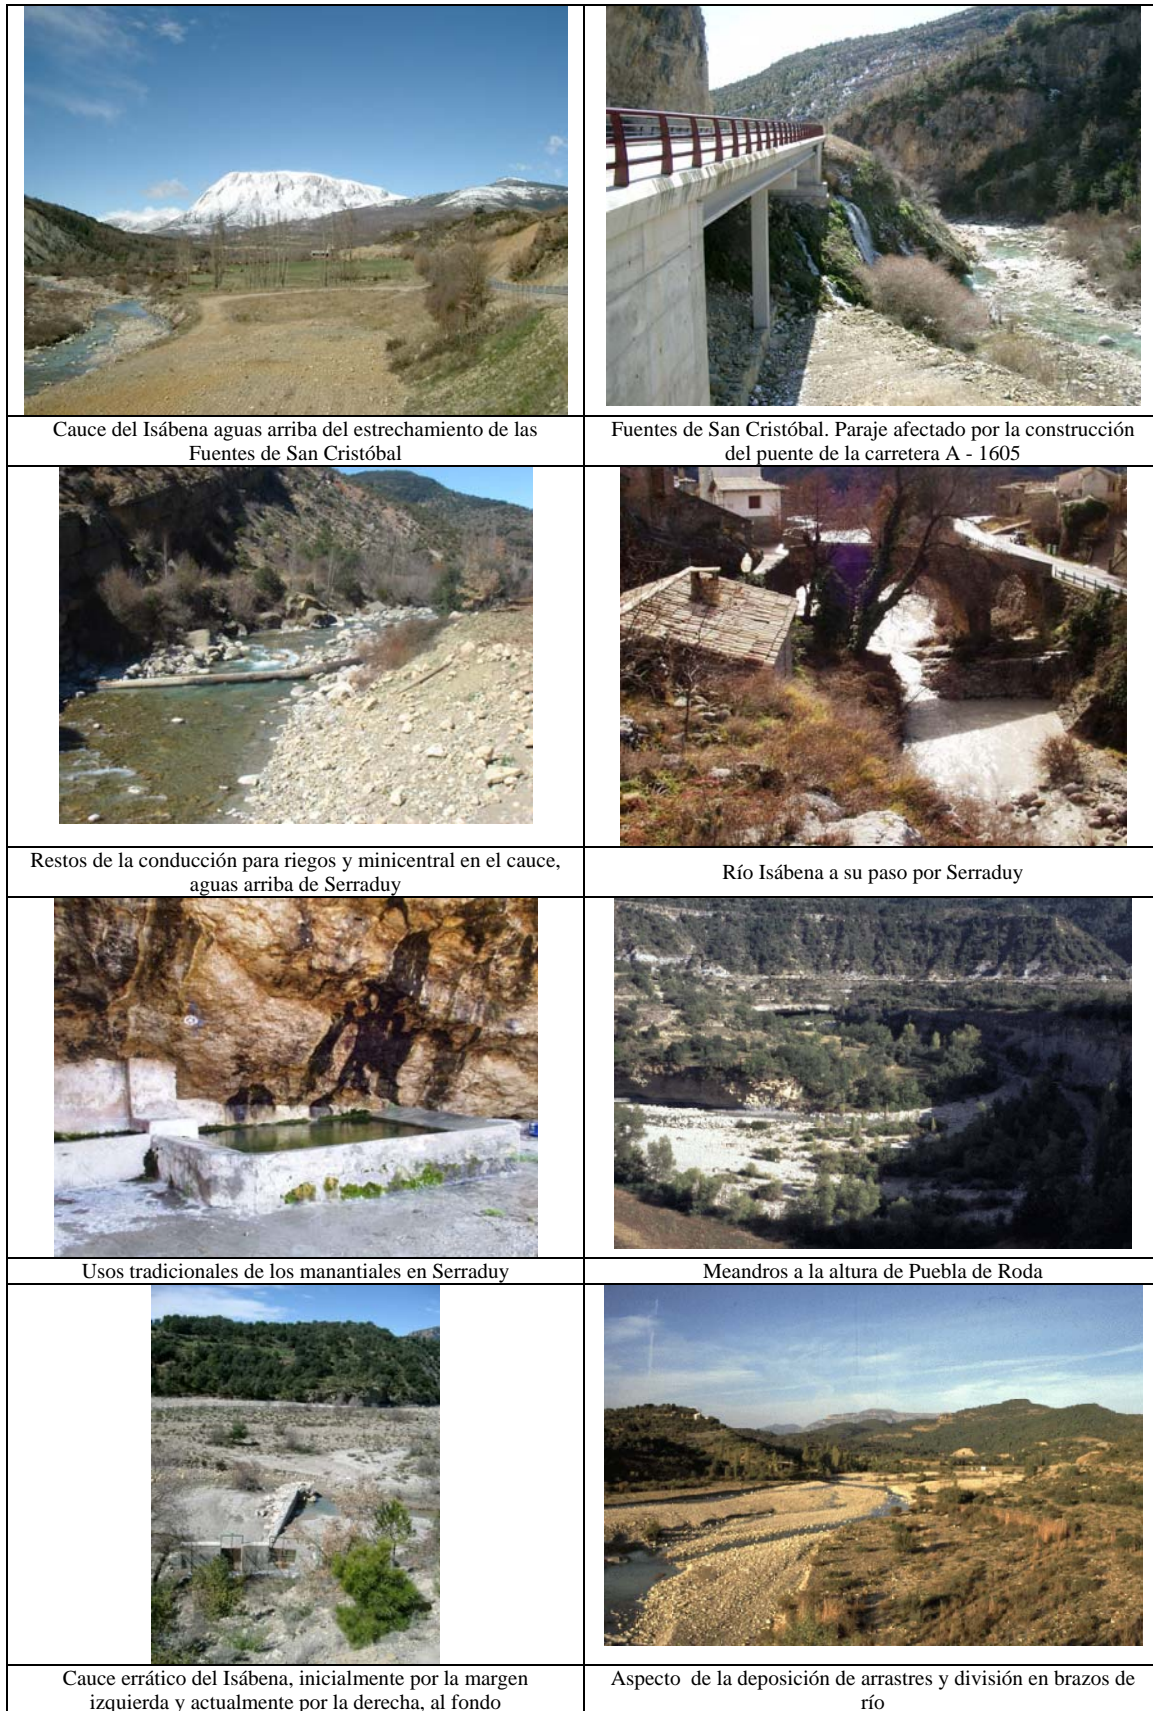 Cauce del Isábena aguas arriba del estrechamiento de las
Fuentes de San Cristóbal
Fuentes de San Cristóbal. Paraje afectado por la construcción
del puente de la carretera A - 1605
Restos de la conducción para riegos y minicentral en el cauce,
aguas arriba de Serraduy
Río Isábena a su paso por Serraduy
Usos tradicionales de los manantiales en Serraduy
Meandros a la altura de Puebla de Roda
Cauce errático del Isábena, inicialmente por la margen
izquierda y actualmente por la derecha, al fondo
Aspecto de la deposición de arrastres y división en brazos de
río